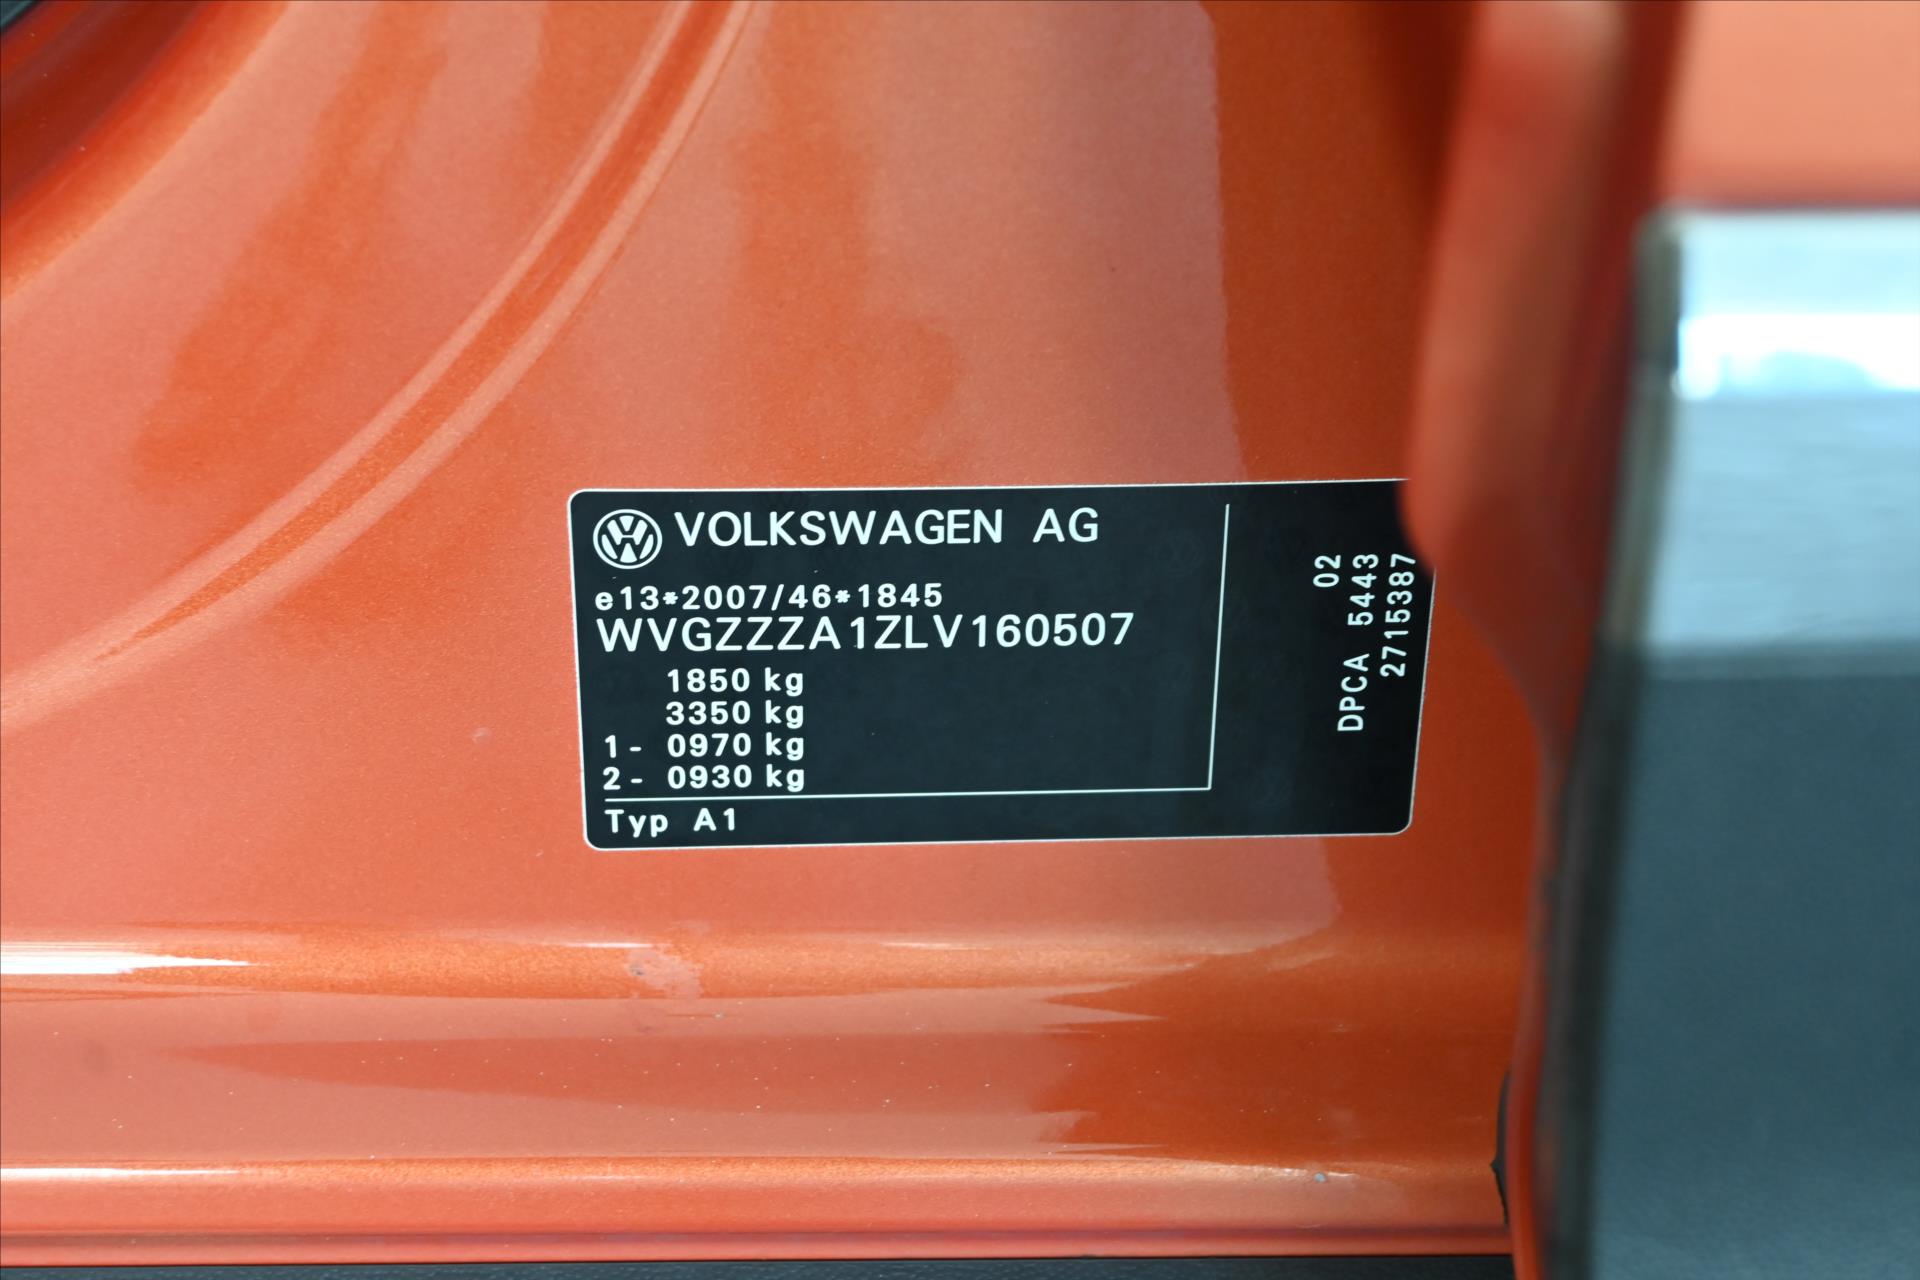 VOLKSWAGEN AG
e13*2007/46*1845
WVGZZZA1ZLV160507
1850 kg
3350 kg
1- 0970 kg
2- 0930 kg
Typ A1
02
DPCA 5443
2715387